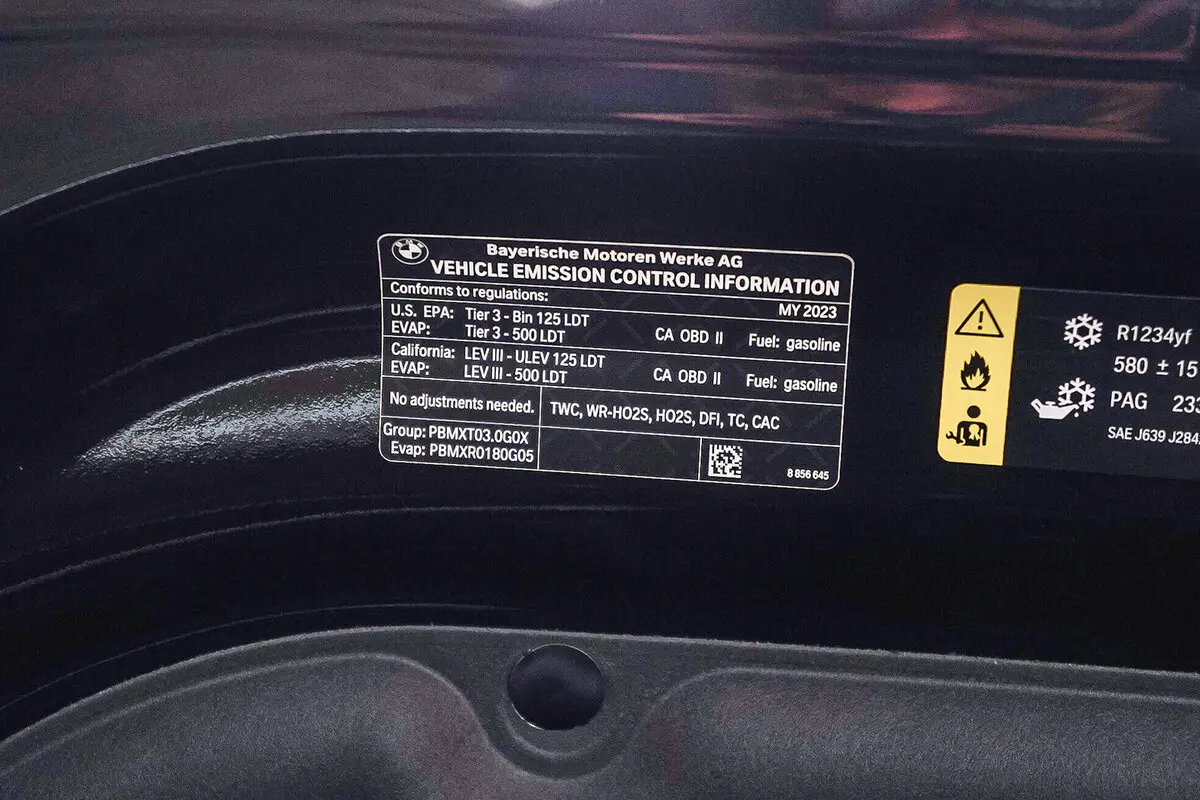 BMW
Bayerische Motoren Werke AG
VEHICLE EMISSION CONTROL INFORMATION
Conforms to regulations: MY 2023
U.S. EPA: Tier 3 - Bin 125 LDT
EVAP: Tier 3 - 500 LDT CA OBD II Fuel: gasoline
California: LEV III - ULEV 125 LDT
EVAP: LEV III - 500 LDT CA OBD II Fuel: gasoline
No adjustments needed. TWC, WR-HO2S, HO2S, DFI, TC, CAC
Group: PBMXT03.0G0X
Evap: PBMXR0180G05
8 856 645
R1234yf
580 ± 15
PAG 233
SAE J639 J284